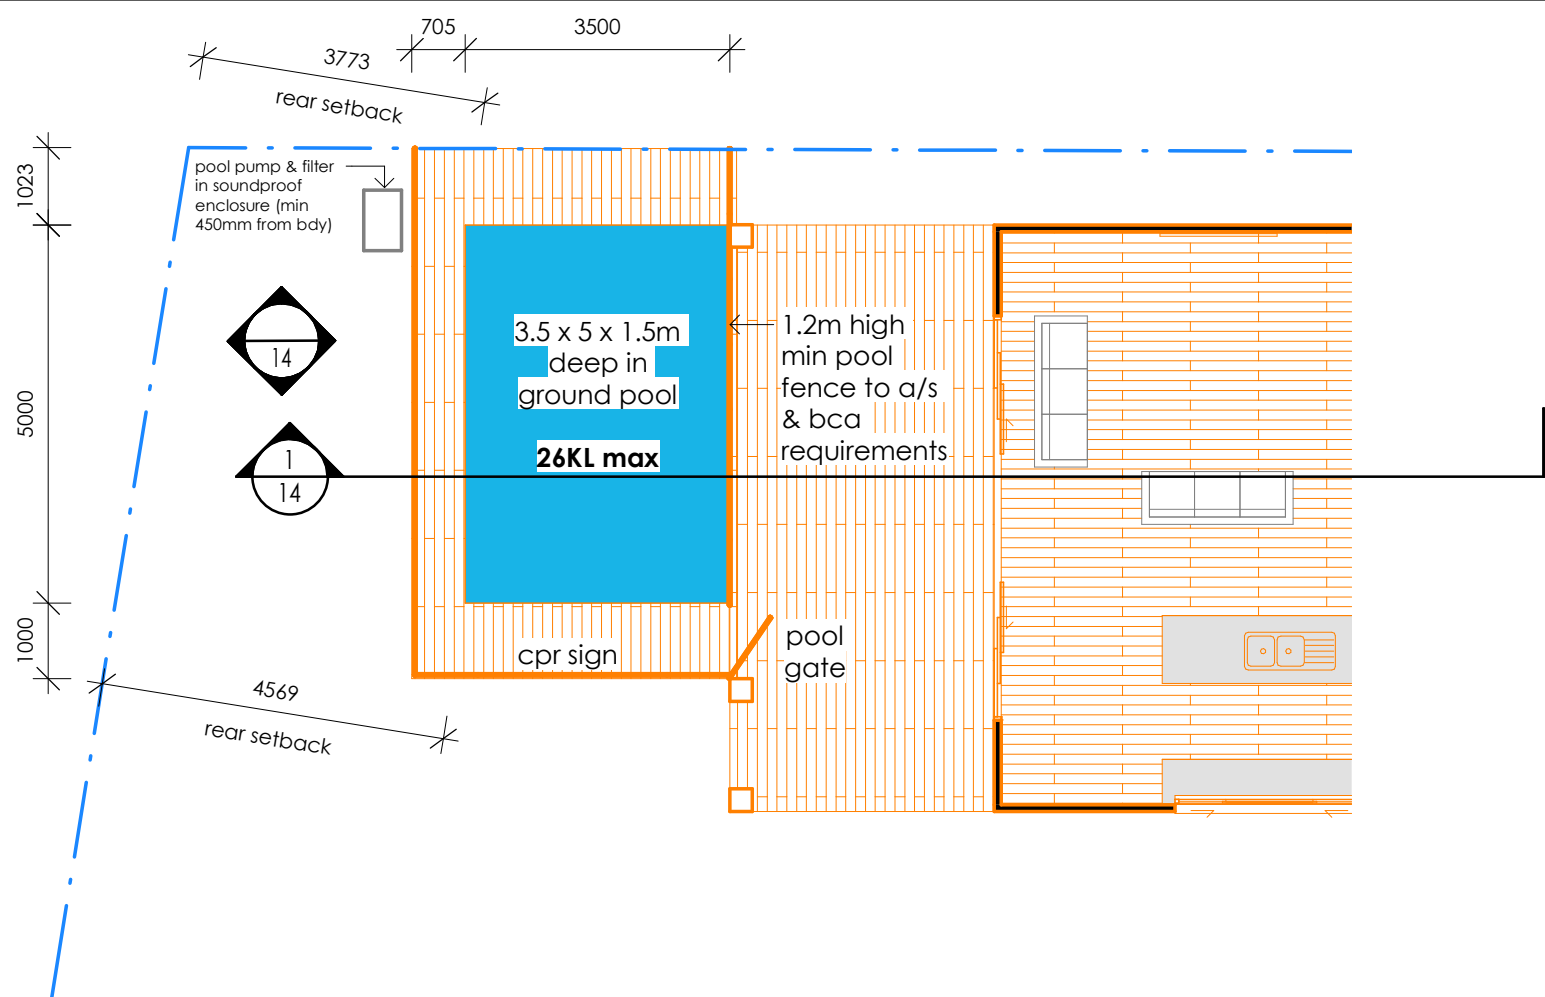 705
3500
3773
rear setback
1023
pool pump & filter
in soundproof
enclosure (min
450mm from bdy)
14
3.5 x 5 x 1.5m
deep in
ground pool
26KL max
1.2m high
min pool
fence to a/s
& bca
requirements
5000
1
14
1000
cpr sign
pool
gate
4569
rear setback